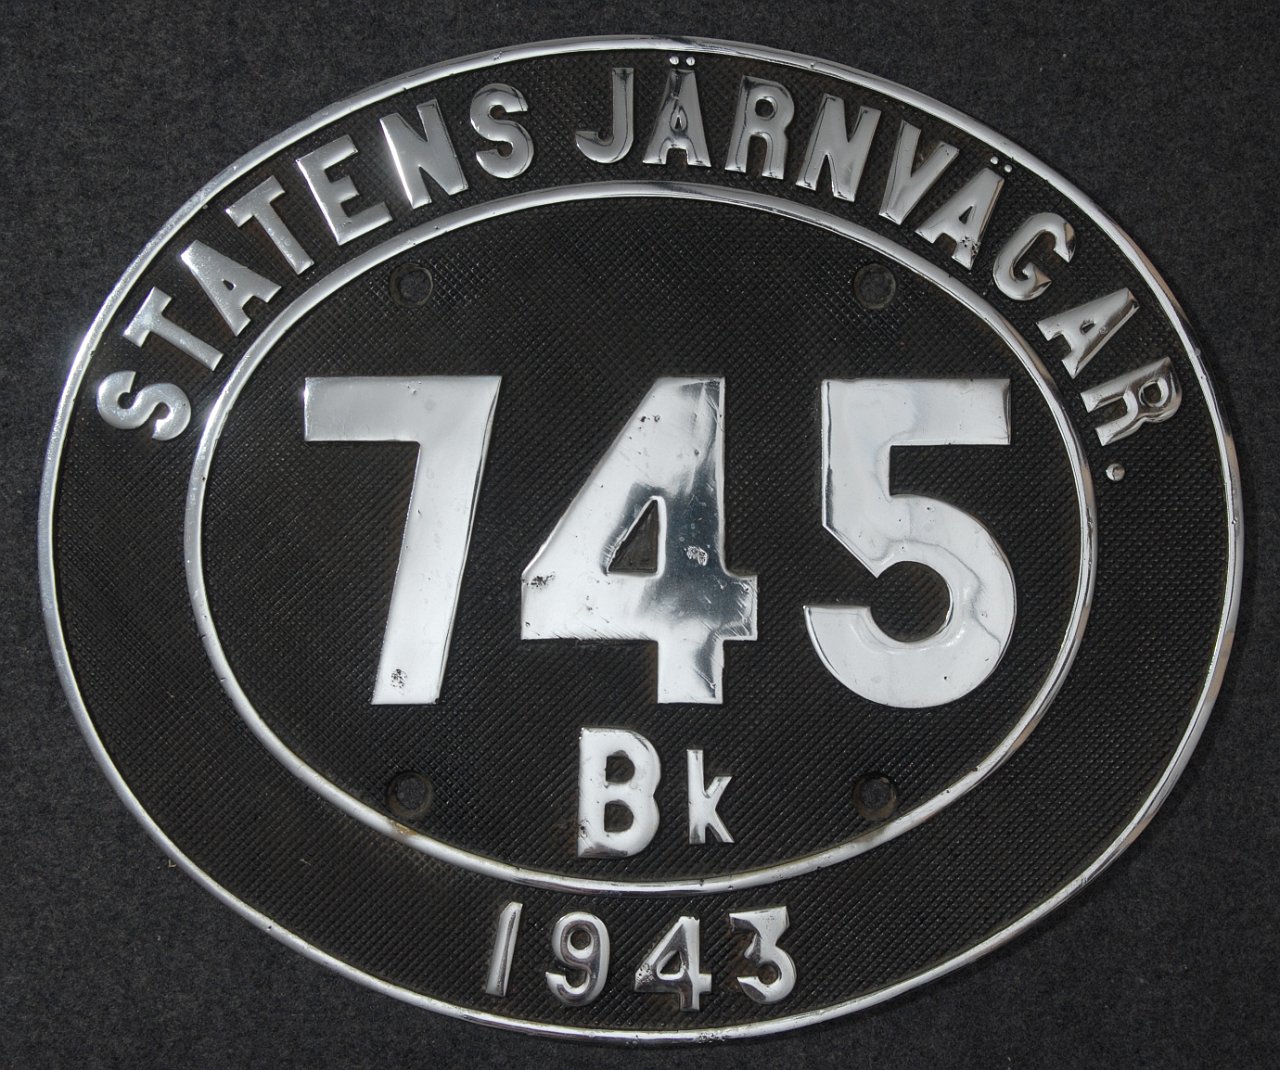 STATENS JÄRNVÄGAR.
745
Bk
1943